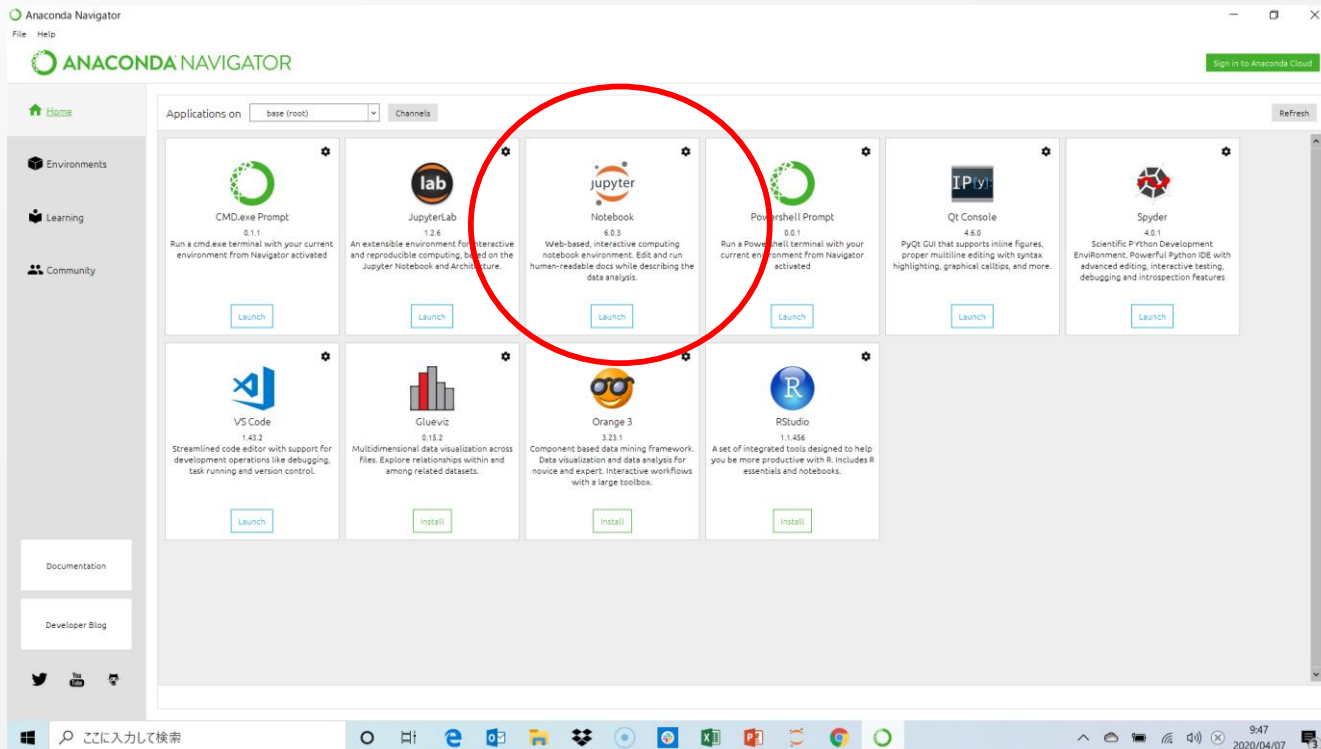 Anaconda Navigator
File Help
ANACONDA NAVIGATOR
Sign in to Anaconda Cloud
Home
Environments
Learning
Community
Documentation
Developer Blog
You
Tube
Applications on base (root) Channels
Refresh
CMD.exe Prompt
0.1.1
Run a cmd.exe terminal with your current
environment from Navigator activated
Launch
lab
JupyterLab
1.2.6
An extensible environment for interactive
and reproducible computing, based on the
Jupyter Notebook and Architecture.
Launch
jupyter
Notebook
6.0.3
Web-based, interactive computing
notebook environment. Edit and run
human-readable docs while describing the
data analysis.
Launch
Powershell Prompt
0.0.1
Run a Powershell terminal with your
current environment from Navigator
activated
Launch
IP[y]:
Qt Console
4.6.0
PyQt GUI that supports inline figures,
proper multiline editing with syntax
highlighting, graphical calltips, and more.
Launch
Spyder
4.0.1
Scientific PYthon Development
EnviRonment. Powerful Python IDE with
advanced editing, interactive testing,
debugging and introspection features
Launch
VS Code
1.43.2
Streamlined code editor with support for
development operations like debugging,
task running and version control.
Launch
Glueviz
0.15.2
Multidimensional data visualization across
files. Explore relationships within and
among related datasets.
Install
Orange 3
3.23.1
Component based data mining framework.
Data visualization and data analysis for
novice and expert. Interactive workflows
with a large toolbox.
Install
R
RStudio
1.1.456
A set of integrated tools designed to help
you be more productive with R. Includes R
essentials and notebooks.
Install
ここに入力して検索
9:47
2020/04/07
3